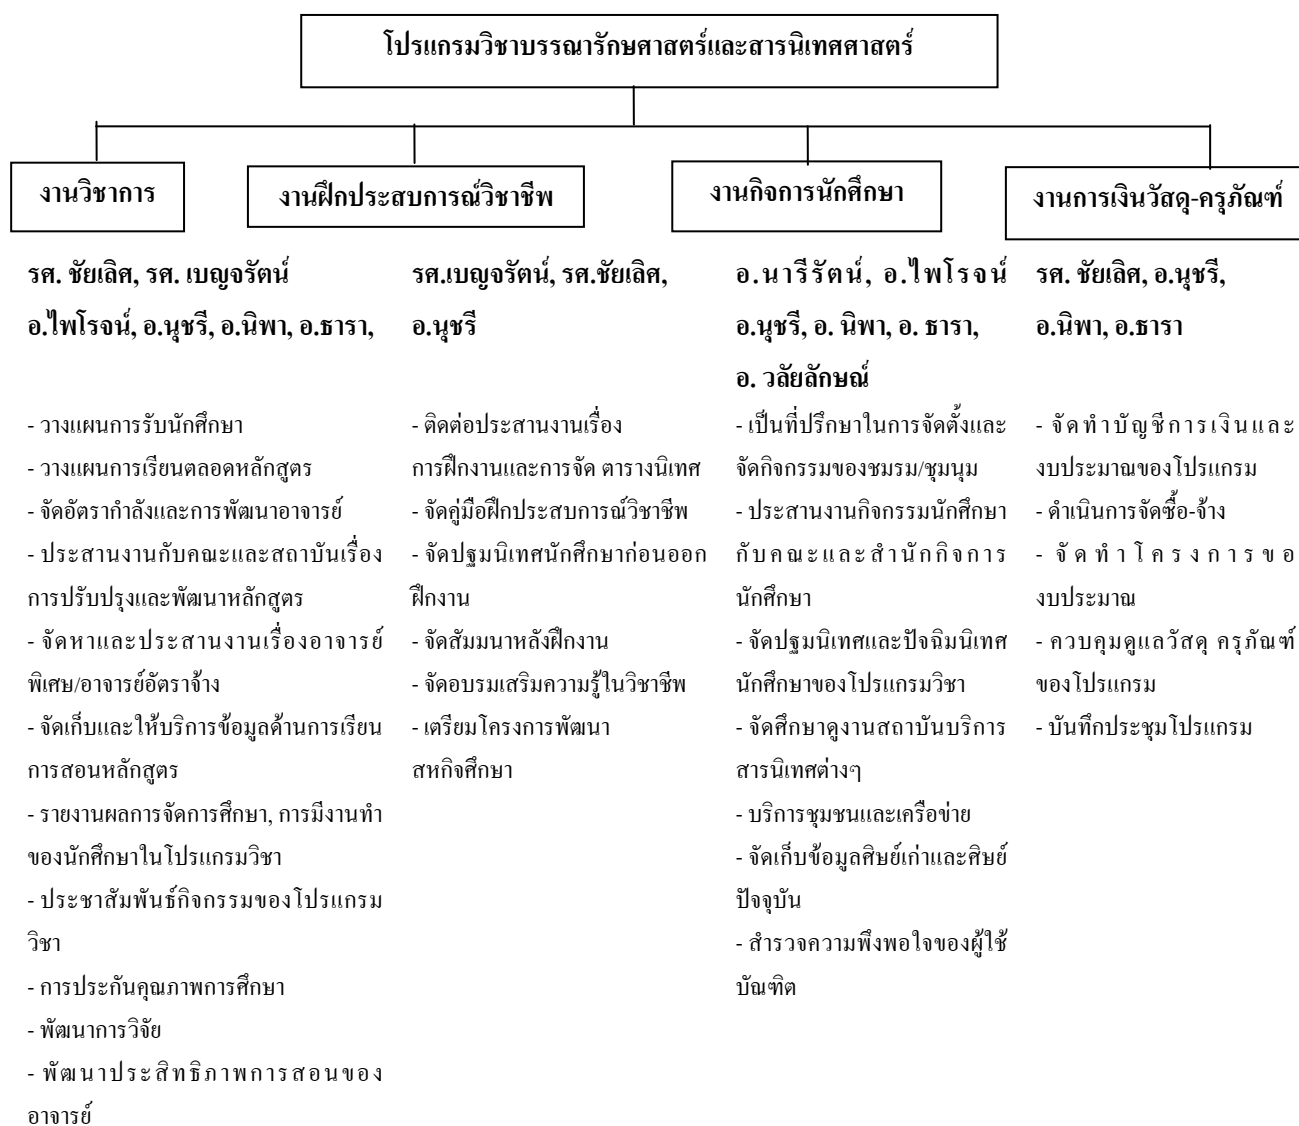 โปรแกรมวิชาบรรณารักษศาสตร์และสารนิเทศศาสตร์
งานวิชาการ
งานฝึกประสบการณ์วิชาชีพ
งานกิจการนักศึกษา
งานการเงินวัสดุ-ครุภัณฑ์
รศ. ชัยเลิศ, รศ. เบญจรัตน์
อ.ไพโรจน์, อ.นุชรี, อ.นิพา, อ.ธารา,
- วางแผนการรับนักศึกษา
- วางแผนการเรียนตลอดหลักสูตร
- จัดอัตรากำลังและการพัฒนาอาจารย์
- ประสานงานกับคณะและสถาบันเรื่อง
การปรับปรุงและพัฒนาหลักสูตร
- จัดหาและประสานงานเรื่องอาจารย์
พิเศษ/อาจารย์อัตราจ้าง
- จัดเก็บและให้บริการข้อมูลด้านการเรียน
การสอนหลักสูตร
- รายงานผลการจัดการศึกษา, การมีงานทำ
ของนักศึกษาในโปรแกรมวิชา
- ประชาสัมพันธ์กิจกรรมของโปรแกรม
วิชา
- การประกันคุณภาพการศึกษา
- พัฒนาการวิจัย
- พัฒนาประสิทธิภาพการสอนของ
อาจารย์
รศ.เบญจรัตน์, รศ.ชัยเลิศ,
อ.นุชรี
- ติดต่อประสานงานเรื่อง
การฝึกงานและการจัด ตารางนิเทศ
- จัดคู่มือฝึกประสบการณ์วิชาชีพ
- จัดปฐมนิเทศนักศึกษาก่อนออก
ฝึกงาน
- จัดสัมมนาหลังฝึกงาน
- จัดอบรมเสริมความรู้ในวิชาชีพ
- เตรียมโครงการพัฒนา
สหกิจศึกษา
อ.นารีรัตน์, อ.ไพโรจน์
อ.นุชรี, อ. นิพา, อ. ธารา,
อ. วลัยลักษณ์
- เป็นที่ปรึกษาในการจัดตั้งและ
จัดกิจกรรมของชมรม/ชุมนุม
- ประสานงานกิจกรรมนักศึกษา
กับคณะและสำนักกิจการ
นักศึกษา
- จัดปฐมนิเทศและปัจฉิมนิเทศ
นักศึกษาของโปรแกรมวิชา
- จัดศึกษาดูงานสถาบันบริการ
สารนิเทศต่างๆ
- บริการชุมชนและเครือข่าย
- จัดเก็บข้อมูลศิษย์เก่าและศิษย์
ปัจจุบัน
- สำรวจความพึงพอใจของผู้ใช้
บัณฑิต
รศ. ชัยเลิศ, อ.นุชรี,
อ.นิพา, อ.ธารา
- จัดทำบัญชีการเงินและ
งบประมาณของโปรแกรม
- ดำเนินการจัดซื้อ-จ้าง
- จัดทำโครงการขอ
งบประมาณ
- ควบคุมดูแลวัสดุ ครุภัณฑ์
ของโปรแกรม
- บันทึกประชุมโปรแกรม